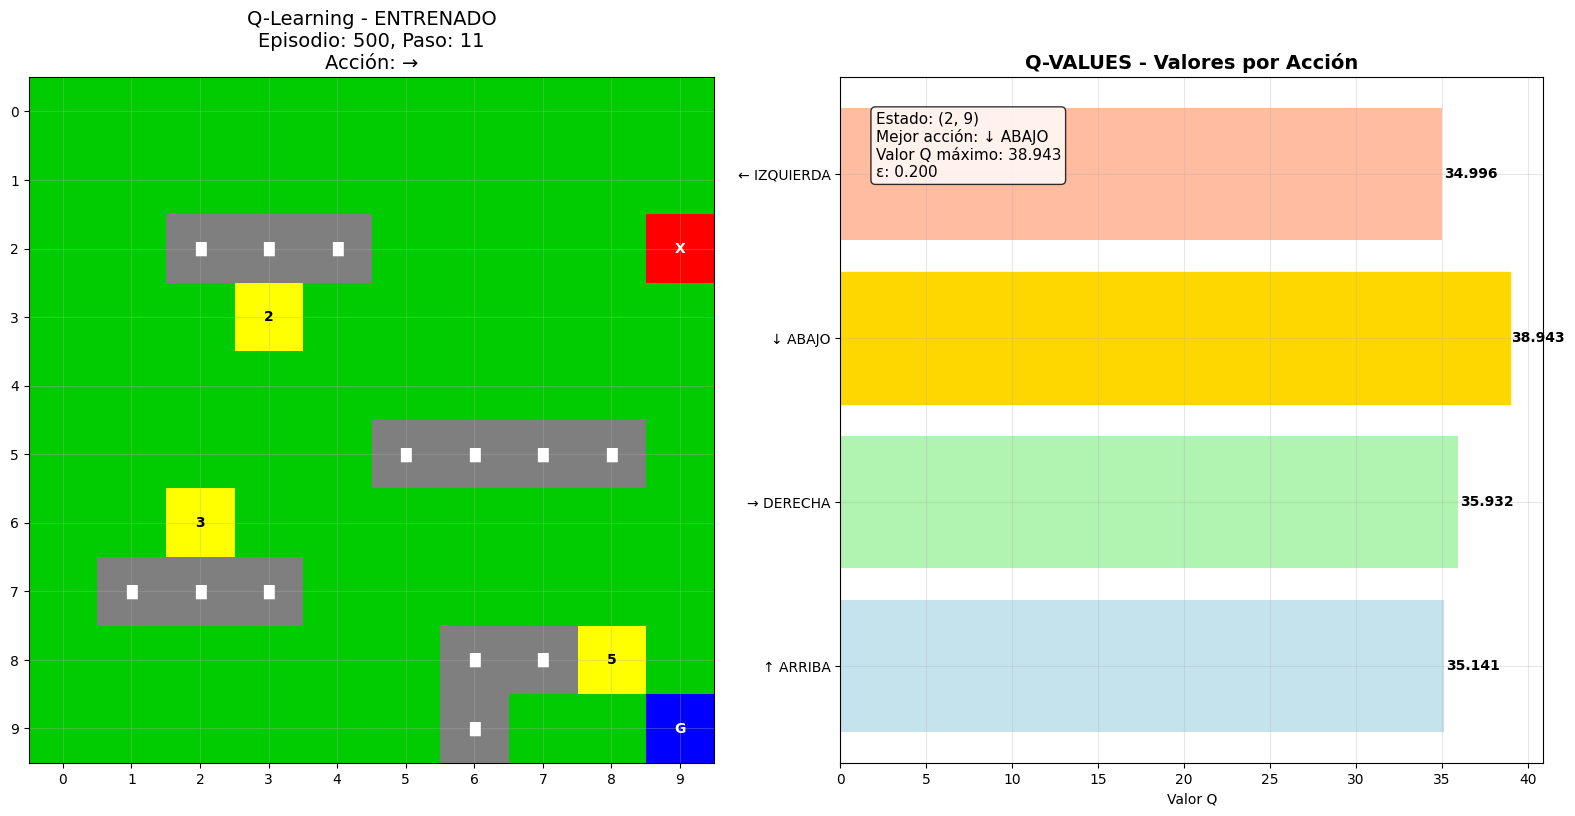 Q-Learning - ENTRENADO
Episodio: 500, Paso: 11
Acción: →
0
1
2
3
4
5
6
7
8
9
X
2
3
5
G
0 1 2 3 4 5 6 7 8 9
Q-VALUES - Valores por Acción
Estado: (2, 9)
Mejor acción: ↓ ABAJO
Valor Q máximo: 38.943
ε: 0.200
← IZQUIERDA
34.996
↓ ABAJO
38.943
→ DERECHA
35.932
↑ ARRIBA
35.141
0 5 10 15 20 25 30 35 40
Valor Q